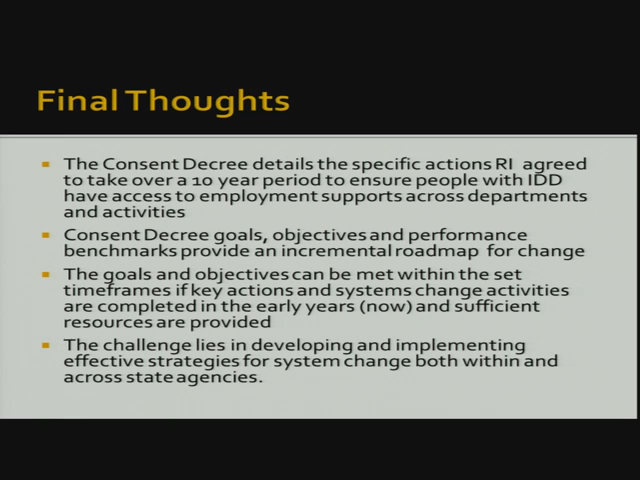 Final Thoughts
The Consent Decree details the specific actions RI agreed
to take over a 10 year period to ensure people with IDD
have access to employment supports across departments
and activities
Consent Decree goals, objectives and performance
benchmarks provide an incremental roadmap for change
The goals and objectives can be met within the set
timeframes if key actions and systems change activities
are completed in the early years (now) and sufficient
resources are provided
The challenge lies in developing and implementing
effective strategies for system change both within and
across state agencies.